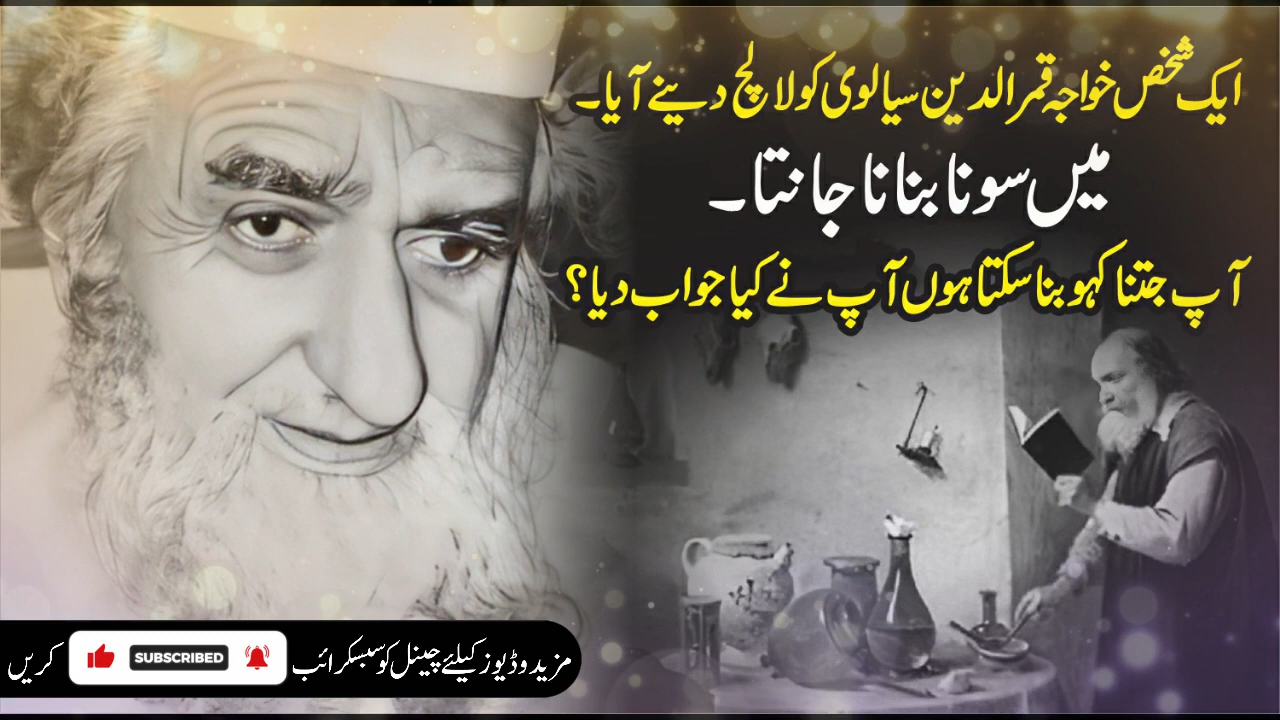 ایک شخص خواجہ قمرالدین سیالوی کو لالچ دینے آیا۔
میں سونا بنانا جانتا۔
آپ جتنا کہو بنا سکتا ہوں آپ نے کیا جواب دیا؟
مزید وڈیوز کیلئے چینل کو سبسکرائب SUBSCRIBED کریں